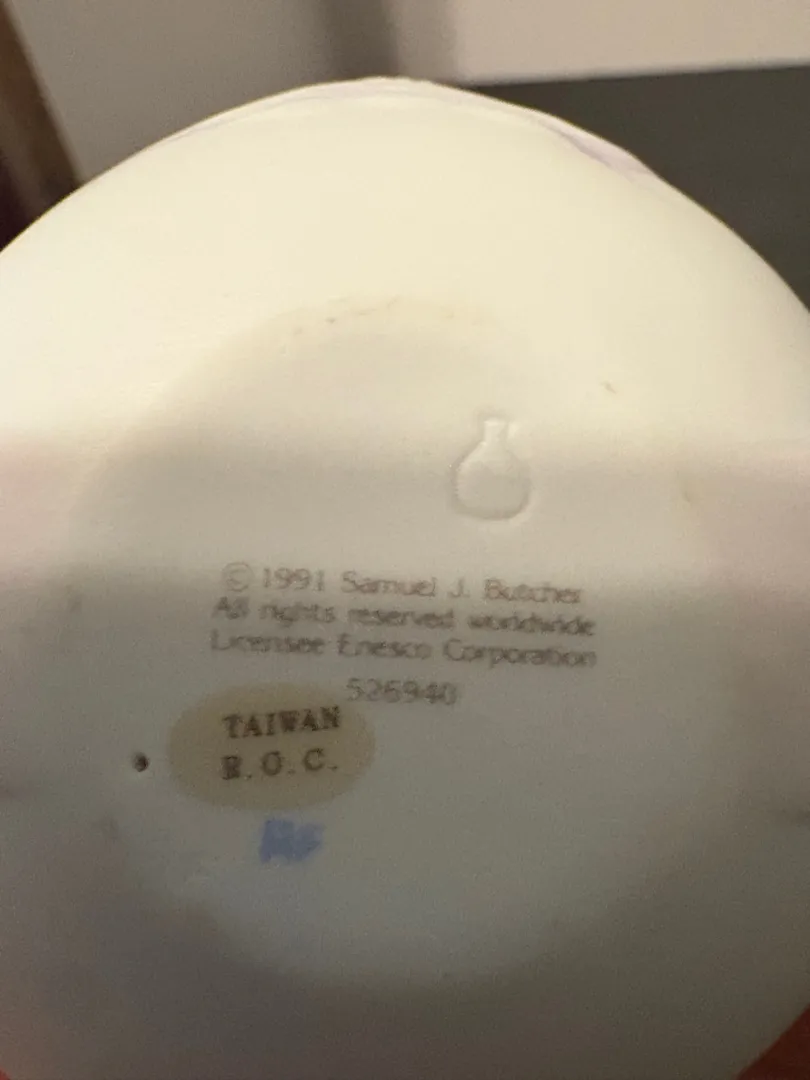 © 1991 Samuel J. Butcher
All rights reserved worldwide
Licensee Enesco Corporation
526940
TAIWAN
R.O.C.